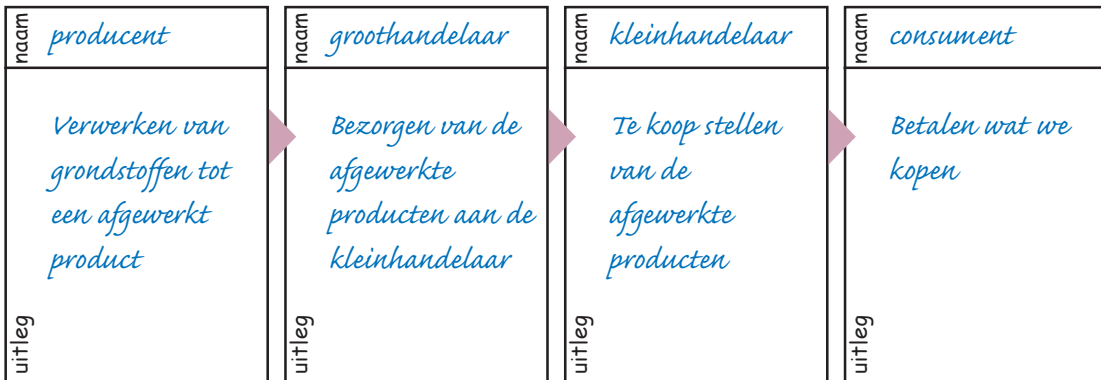 naam
producent
Verwerken van
grondstoffen tot
een afgewerkt
product
uitleg
naam
groothandelaar
Bezorgen van de
afgewerkte
producten aan de
kleinhandelaar
uitleg
naam
kleinhandelaar
Te koop stellen
van de
afgewerkte
producten
uitleg
naam
consument
Betalen wat we
kopen
uitleg